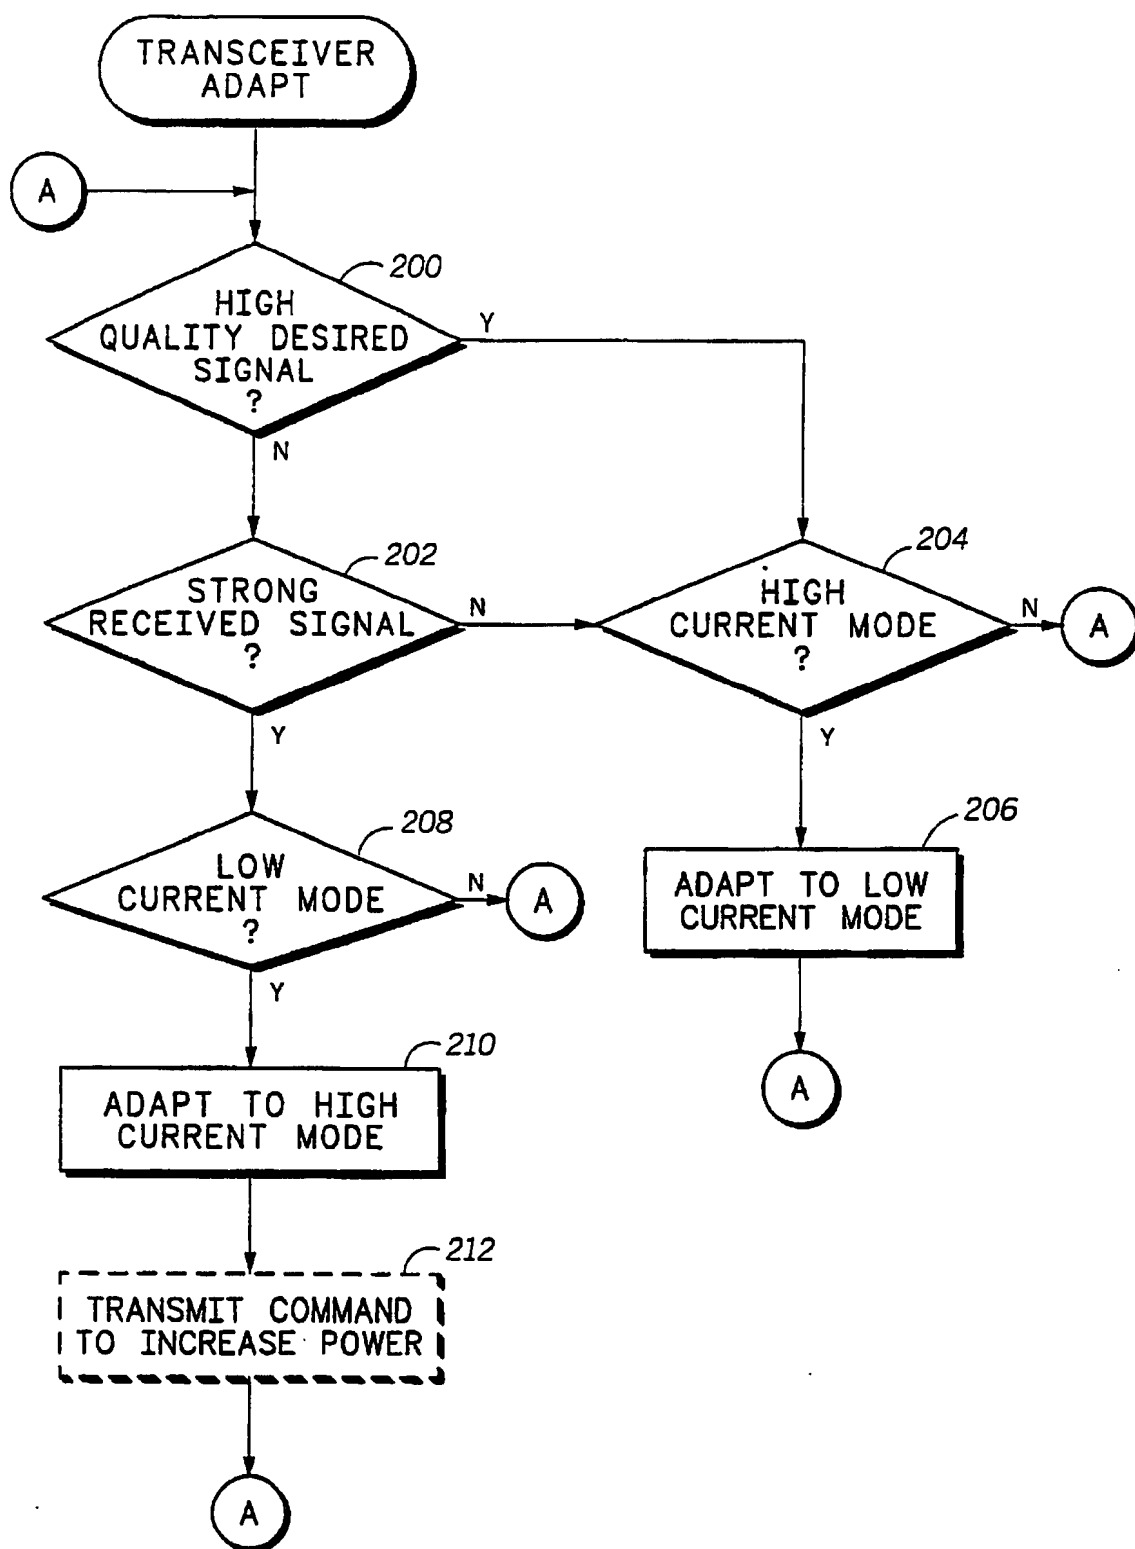 TRANSCEIVER
ADAPT
A
200
HIGH
QUALITY DESIRED
SIGNAL
?
Y
N
202
STRONG
RECEIVED SIGNAL
?
N
Y
204
HIGH
CURRENT MODE
?
N
A
Y
206
ADAPT TO LOW
CURRENT MODE
A
208
LOW
CURRENT MODE
?
N
A
Y
210
ADAPT TO HIGH
CURRENT MODE
212
TRANSMIT COMMAND
TO INCREASE POWER
A